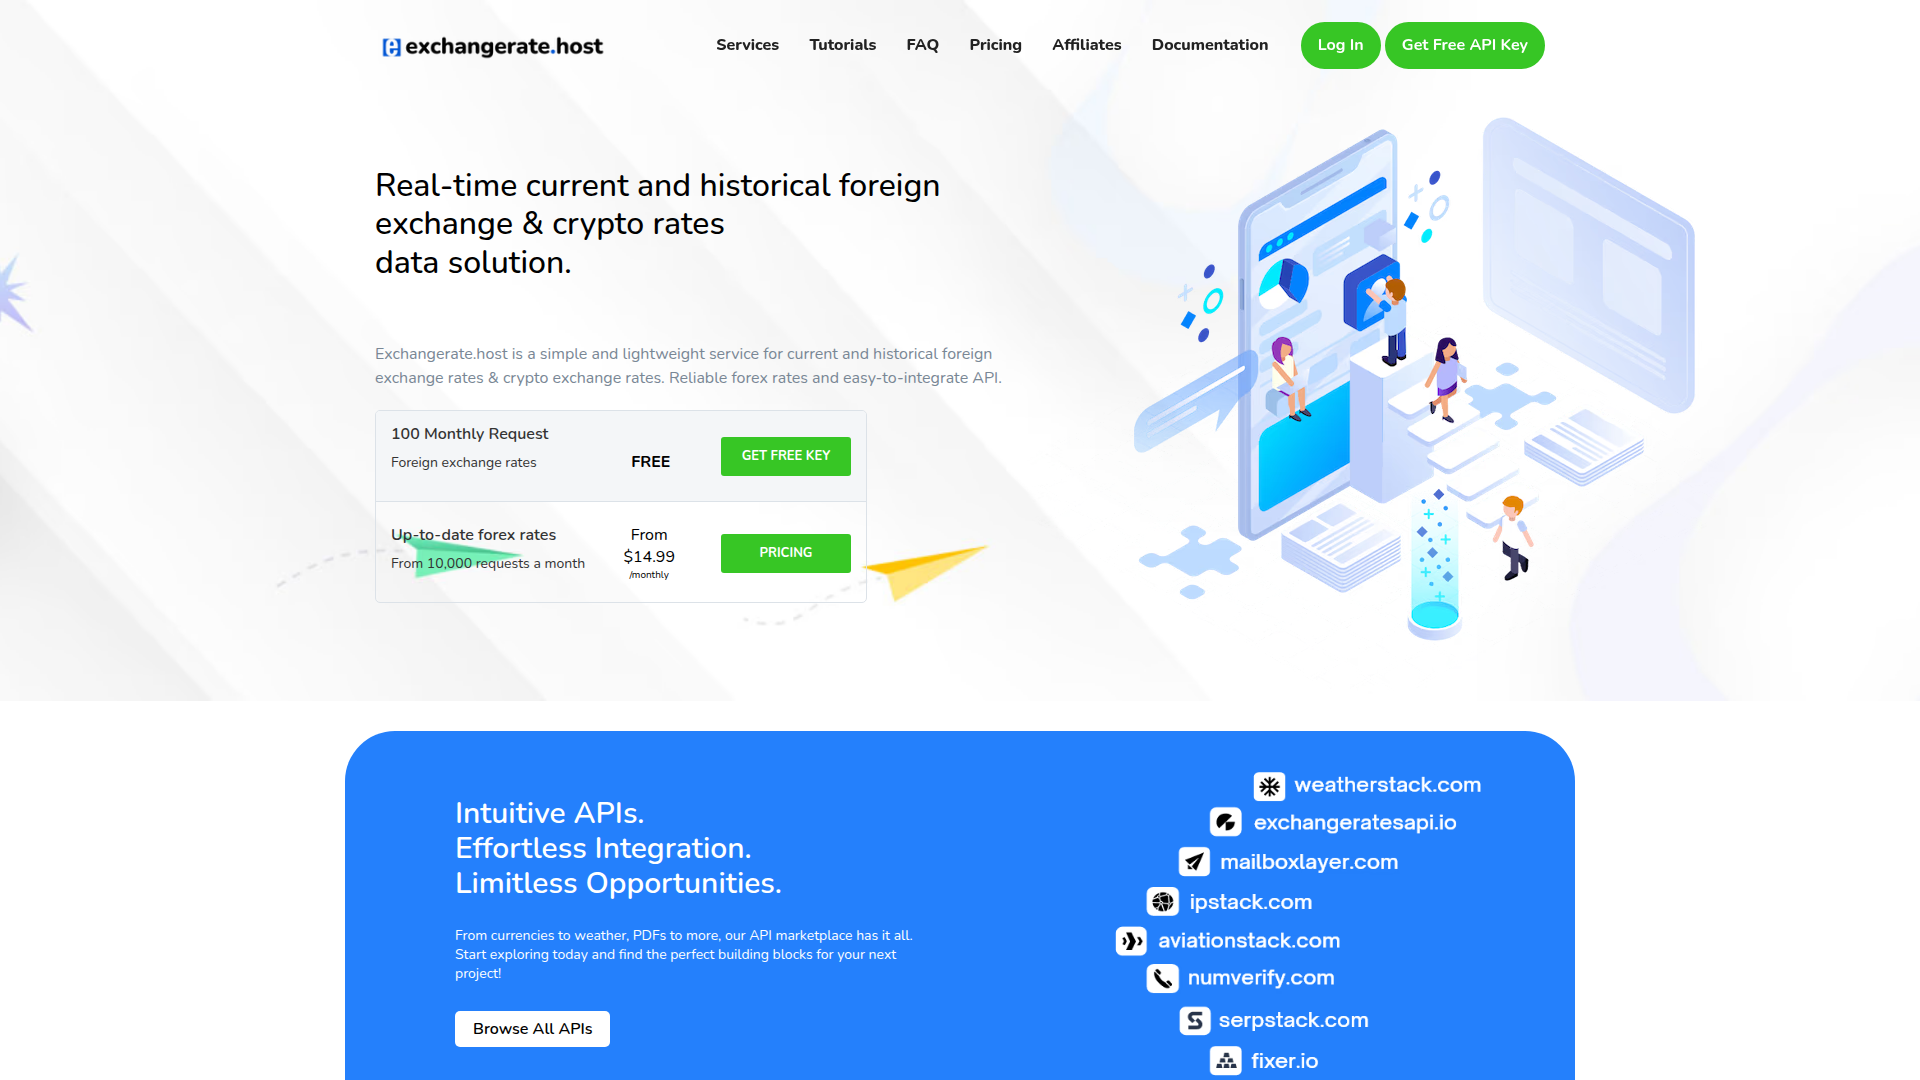 exchangerate.host
Services
Tutorials
FAQ
Pricing
Affiliates
Documentation
Log In
Get Free API Key
Real-time current and historical foreign
exchange & crypto rates
data solution.
Exchangerate.host is a simple and lightweight service for current and historical foreign
exchange rates & crypto exchange rates. Reliable forex rates and easy-to-integrate API.
100 Monthly Request
Foreign exchange rates
FREE
GET FREE KEY
Up-to-date forex rates
From 10,000 requests a month
From
$14.99
/monthly
PRICING
Intuitive APIs.
Effortless Integration.
Limitless Opportunities.
From currencies to weather, PDFs to more, our API marketplace has it all.
Start exploring today and find the perfect building blocks for your next
project!
Browse All APIs
weatherstack.com
exchangeratesapi.io
mailboxlayer.com
ipstack.com
aviationstack.com
numverify.com
serpstack.com
fixer.io